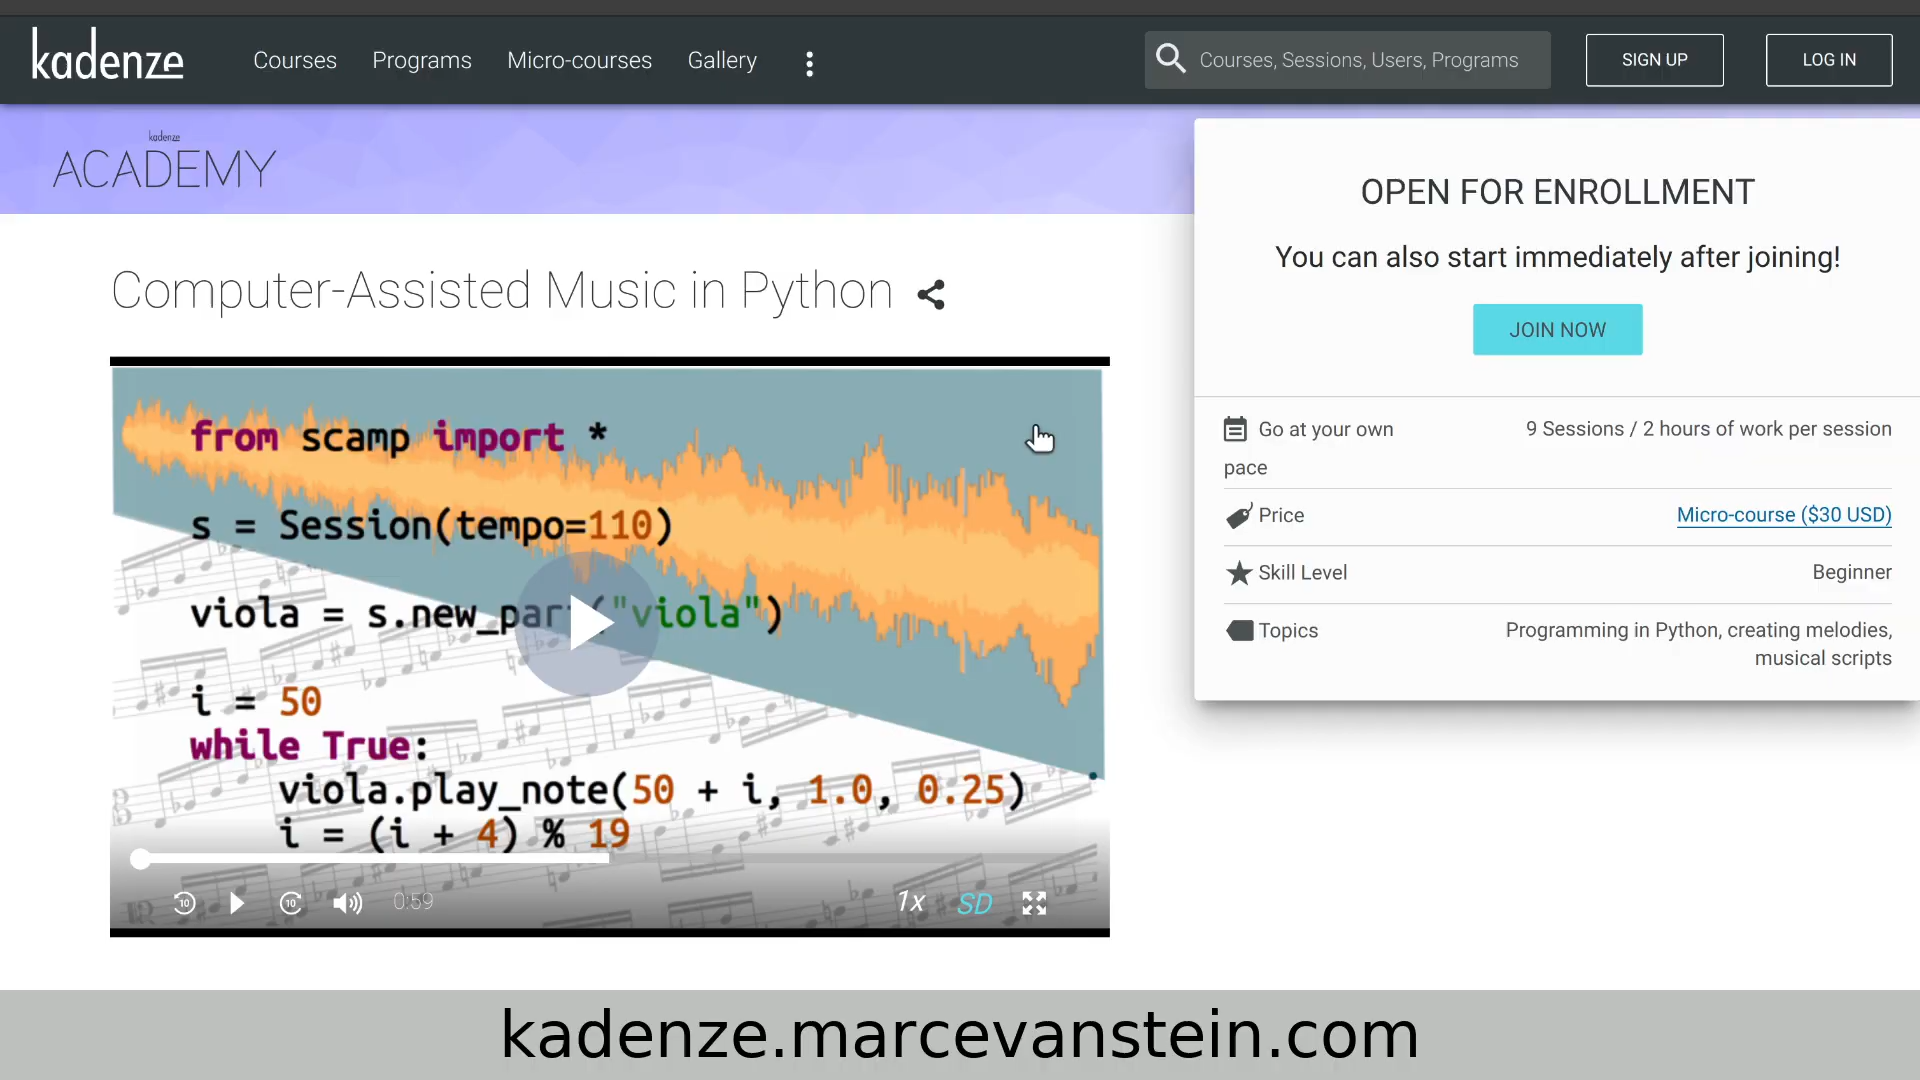 kadenze
Courses
Programs
Micro-courses
Gallery
Courses, Sessions, Users, Programs
SIGN UP
LOG IN
kadenze
ACADEMY
Computer-Assisted Music in Python
from scamp import *
s = Session(tempo=110)
viola = s.new_part("viola")
i = 50
while True:
viola.play_note(50 + i, 1.0, 0.25)
i = (i + 4) % 19
10
10
0:59
1x
SD
OPEN FOR ENROLLMENT
You can also start immediately after joining!
JOIN NOW
Go at your own pace
9 Sessions / 2 hours of work per session
Price
Micro-course ($30 USD)
Skill Level
Beginner
Topics
Programming in Python, creating melodies,
musical scripts
kadenze.marcevanstein.com